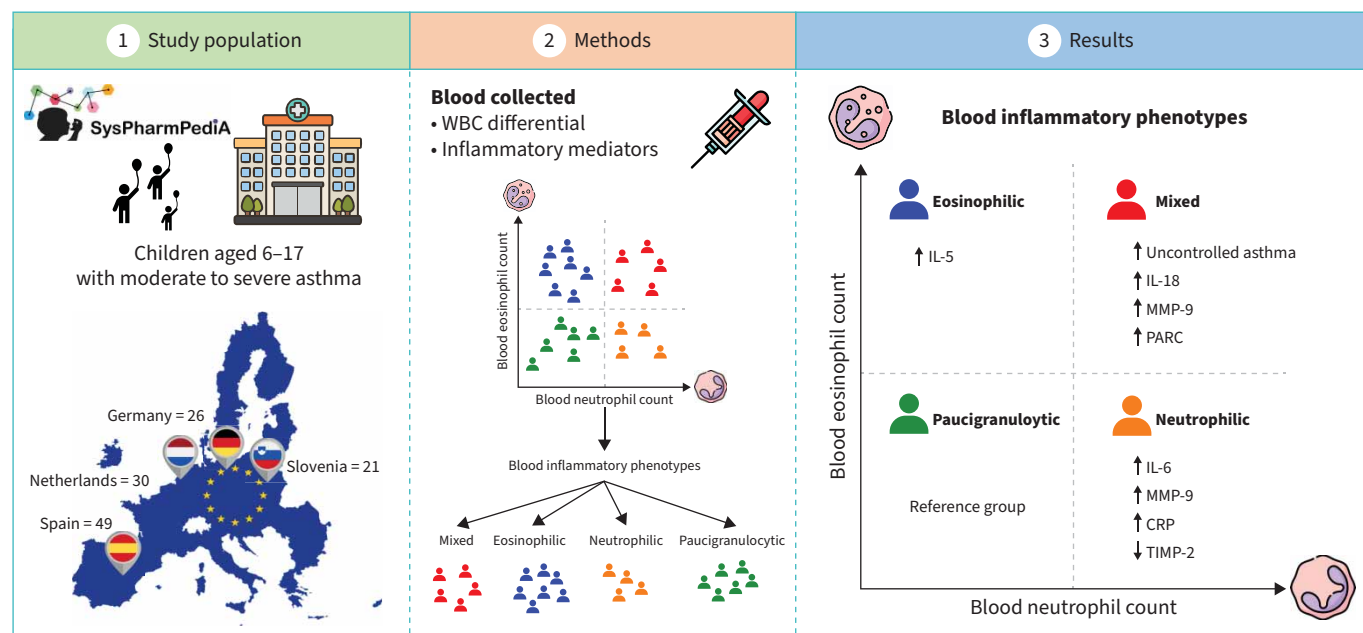 1 Study population
SysPharmPediA
Children aged 6–17
with moderate to severe asthma
Germany = 26
Netherlands = 30
Slovenia = 21
Spain = 49
2 Methods
Blood collected
• WBC differential
• Inflammatory mediators
Blood eosinophil count
Blood neutrophil count
Blood inflammatory phenotypes
Mixed
Eosinophilic
Neutrophilic
Paucigranulocytic
3 Results
Blood inflammatory phenotypes
Blood eosinophil count
Eosinophilic
↑ IL-5
Mixed
↑ Uncontrolled asthma
↑ IL-18
↑ MMP-9
↑ PARC
Paucigranuloytic
Reference group
Neutrophilic
↑ IL-6
↑ MMP-9
↑ CRP
↓ TIMP-2
Blood neutrophil count